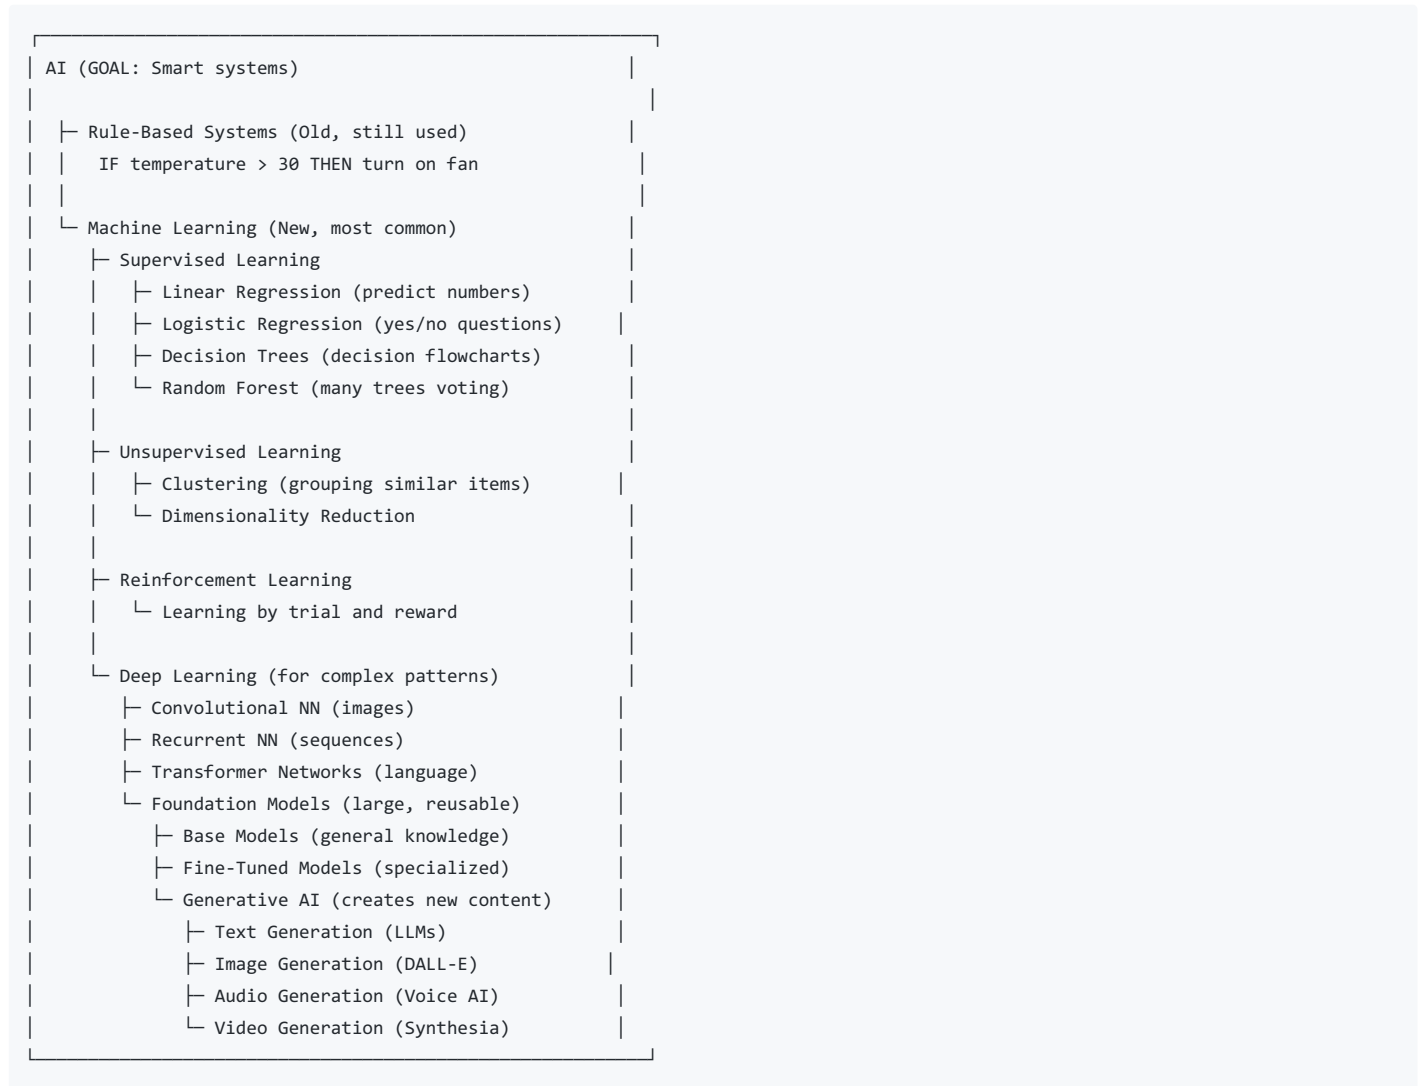 AI (GOAL: Smart systems)
├─ Rule-Based Systems (Old, still used)
│   IF temperature > 30 THEN turn on fan
└─ Machine Learning (New, most common)
├─ Supervised Learning
│   ├─ Linear Regression (predict numbers)
│   ├─ Logistic Regression (yes/no questions)
│   ├─ Decision Trees (decision flowcharts)
│   └─ Random Forest (many trees voting)
├─ Unsupervised Learning
│   ├─ Clustering (grouping similar items)
│   └─ Dimensionality Reduction
├─ Reinforcement Learning
│   └─ Learning by trial and reward
└─ Deep Learning (for complex patterns)
├─ Convolutional NN (images)
├─ Recurrent NN (sequences)
├─ Transformer Networks (language)
└─ Foundation Models (large, reusable)
├─ Base Models (general knowledge)
├─ Fine-Tuned Models (specialized)
└─ Generative AI (creates new content)
├─ Text Generation (LLMs)
├─ Image Generation (DALL-E)
├─ Audio Generation (Voice AI)
└─ Video Generation (Synthesia)